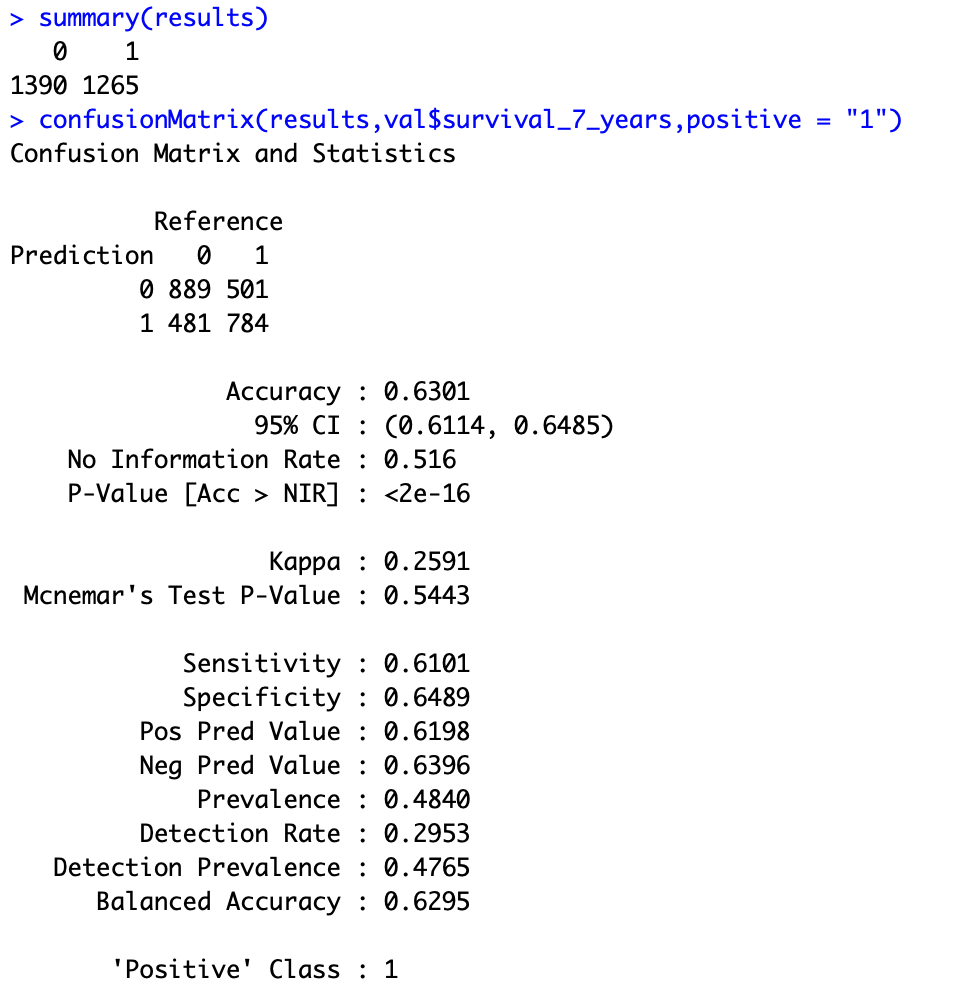 > summary(results)
   0    1
1390 1265
> confusionMatrix(results,val$survival_7_years,positive = "1")
Confusion Matrix and Statistics

          Reference
Prediction   0   1
         0 889 501
         1 481 784

               Accuracy : 0.6301
                 95% CI : (0.6114, 0.6485)
    No Information Rate : 0.516
    P-Value [Acc > NIR] : <2e-16

                  Kappa : 0.2591
 Mcnemar's Test P-Value : 0.5443

            Sensitivity : 0.6101
            Specificity : 0.6489
         Pos Pred Value : 0.6198
         Neg Pred Value : 0.6396
             Prevalence : 0.4840
         Detection Rate : 0.2953
   Detection Prevalence : 0.4765
      Balanced Accuracy : 0.6295

       'Positive' Class : 1